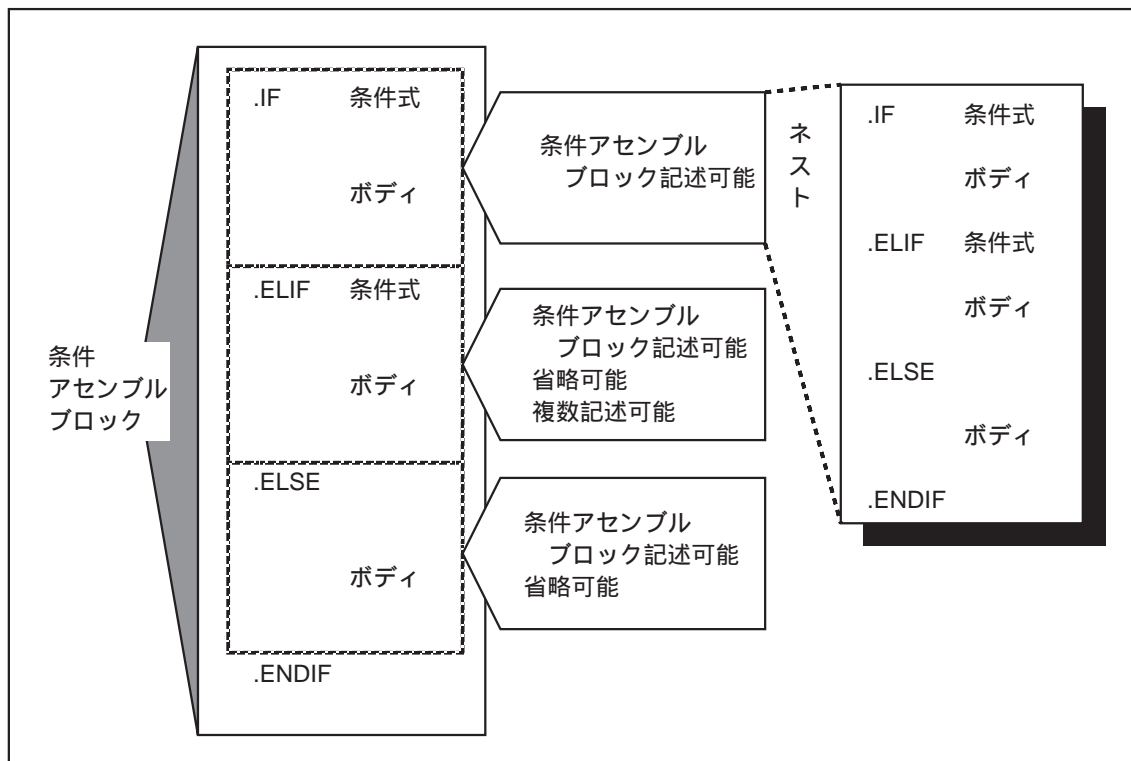 条件
アセンブル
ブロック
.IF 条件式
ボディ
.ELIF 条件式
ボディ
.ELSE
ボディ
.ENDIF
条件アセンブル
ブロック記述可能
条件アセンブル
ブロック記述可能
省略可能
複数記述可能
条件アセンブル
ブロック記述可能
省略可能
ネスト
.IF 条件式
ボディ
.ELIF 条件式
ボディ
.ELSE
ボディ
.ENDIF